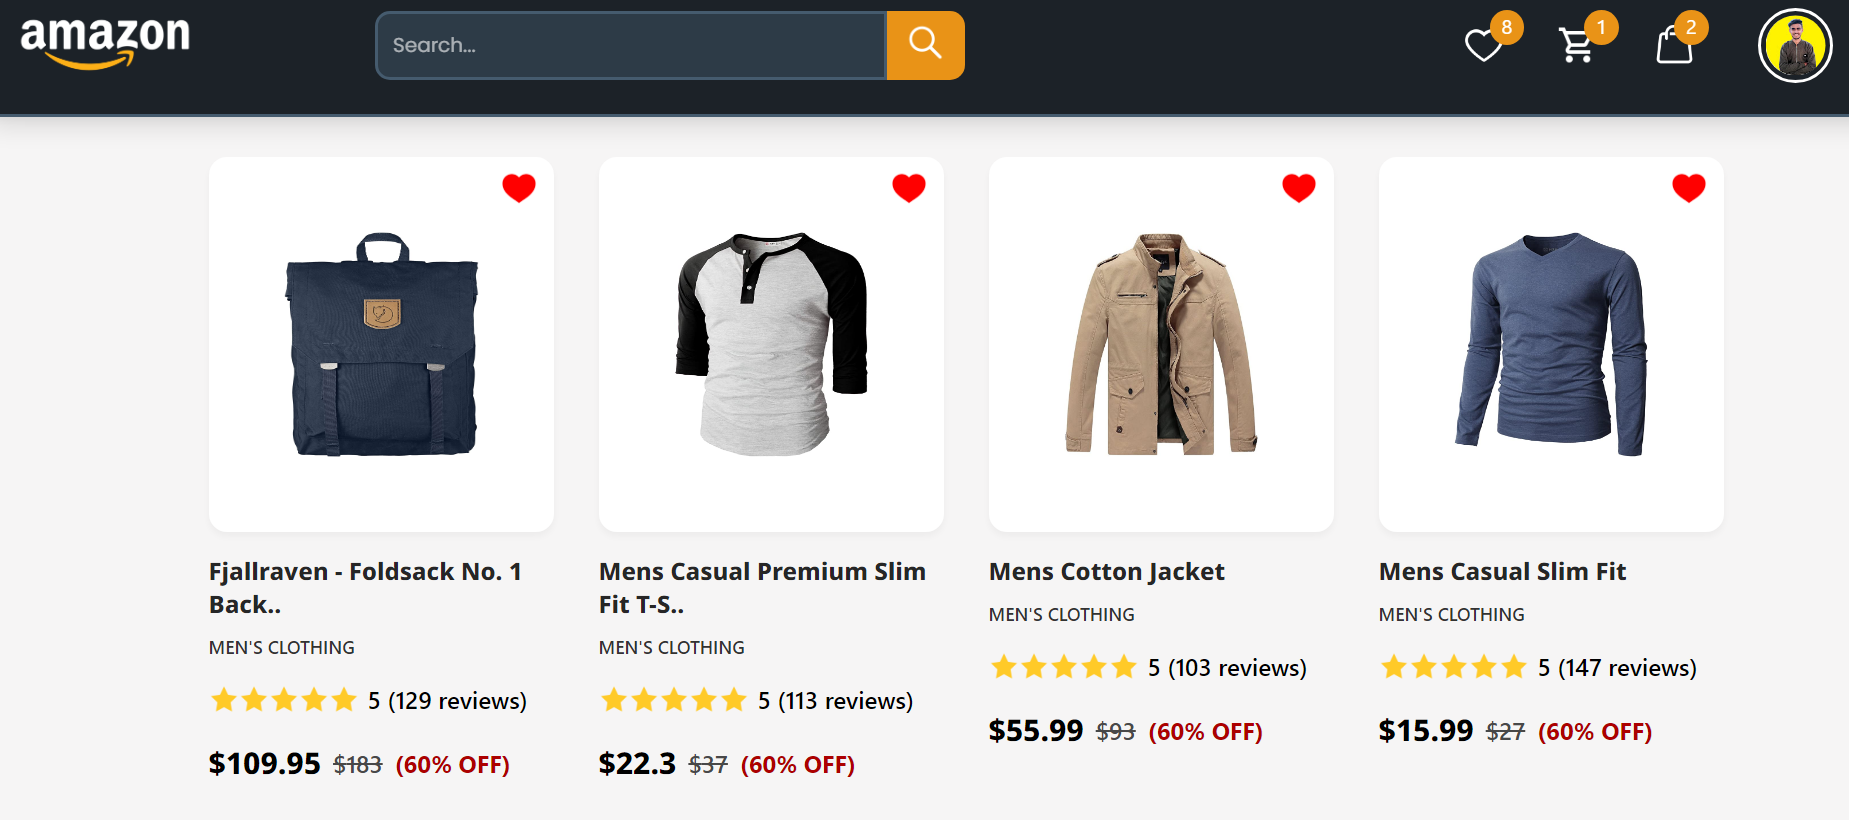 amazon
Search...
8
1
2
Fjallraven - Foldsack No. 1
Back..
MEN'S CLOTHING
5 (129 reviews)
$109.95 $183 (60% OFF)
Mens Casual Premium Slim
Fit T-S..
MEN'S CLOTHING
5 (113 reviews)
$22.3 $37 (60% OFF)
Mens Cotton Jacket
MEN'S CLOTHING
5 (103 reviews)
$55.99 $93 (60% OFF)
Mens Casual Slim Fit
MEN'S CLOTHING
5 (147 reviews)
$15.99 $27 (60% OFF)